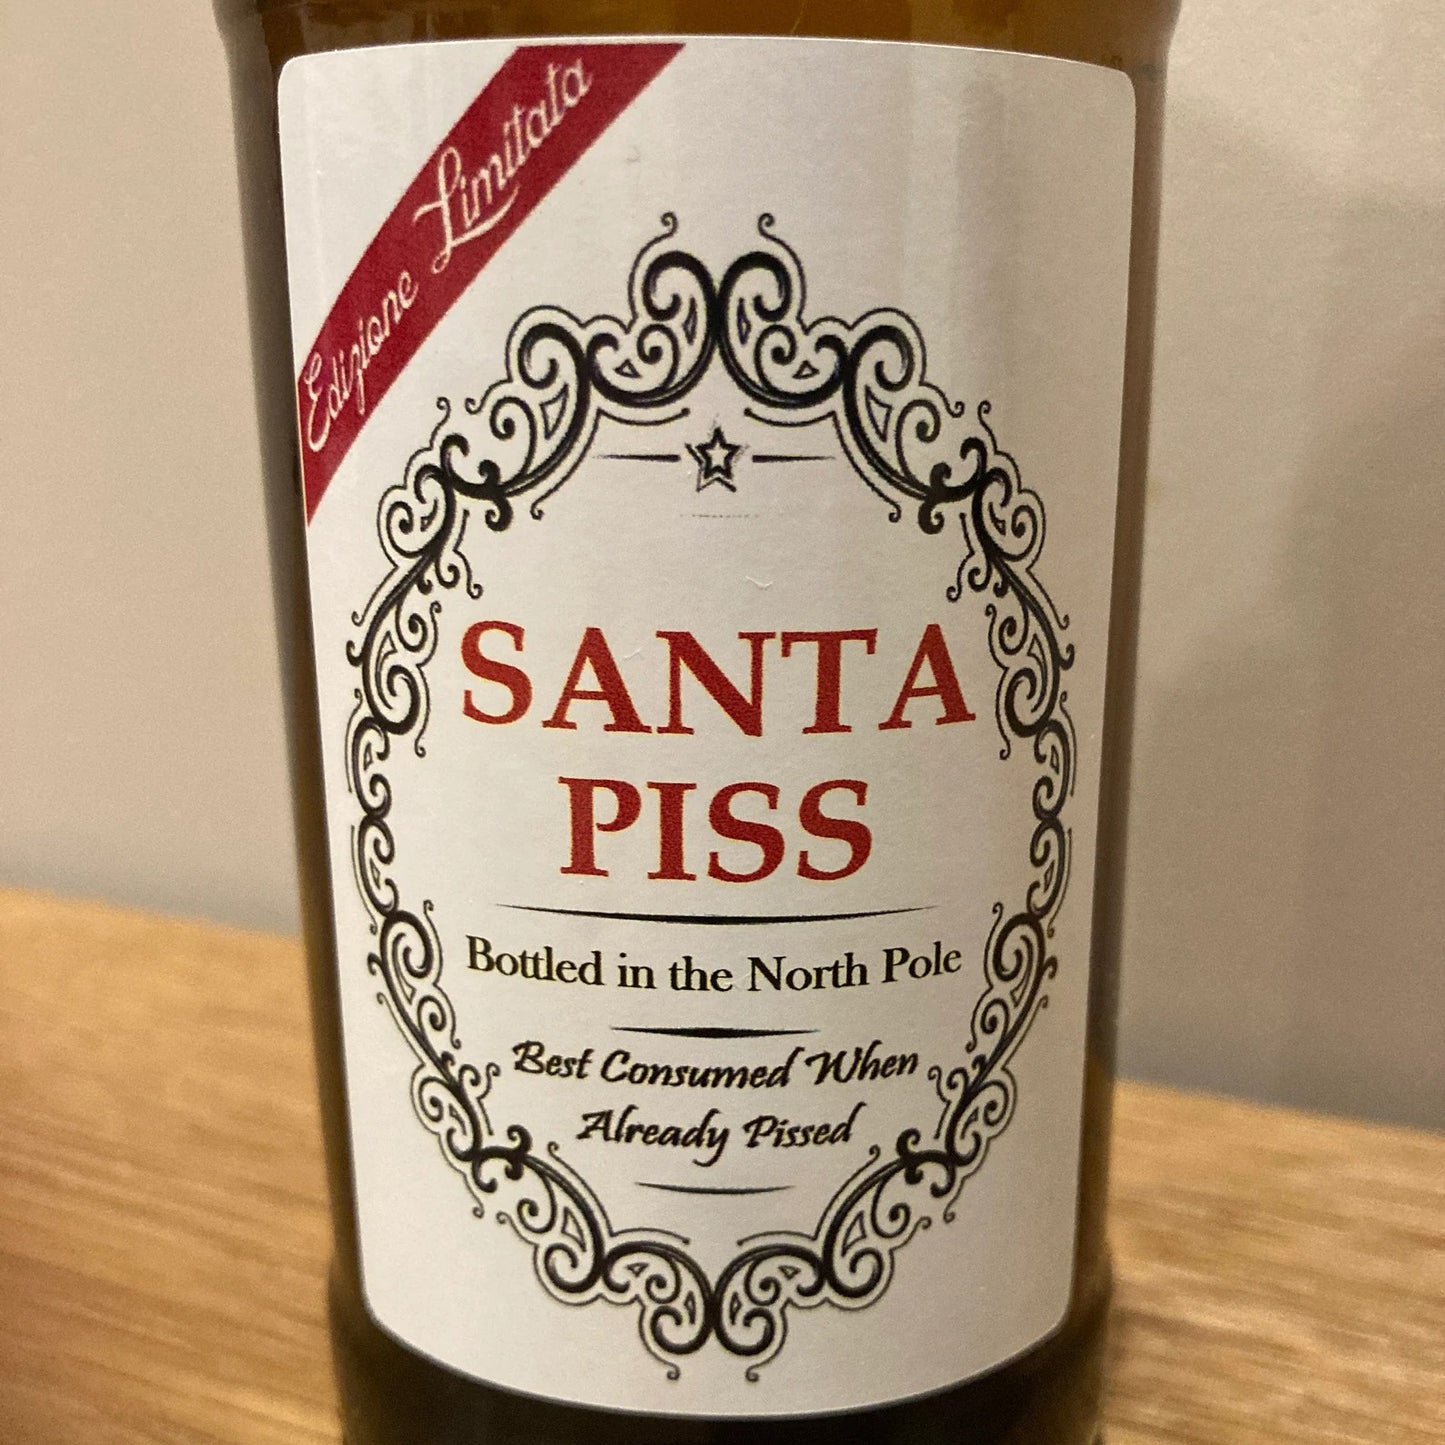 Edizione Limitata
SANTA
PISS
Bottled in the North Pole
Best Consumed When
Already Pissed